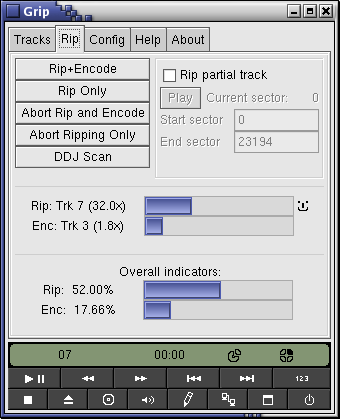 Grip
Tracks Rip Config Help About
Rip+Encode
Rip Only
Abort Rip and Encode
Abort Ripping Only
DDJ Scan
Rip partial track
Play Current sector: 0
Start sector 0
End sector 23194
Rip: Trk 7 (32.0x)
Enc: Trk 3 (1.8x)
Overall indicators:
Rip: 52.00%
Enc: 17.66%
07 00:00
123